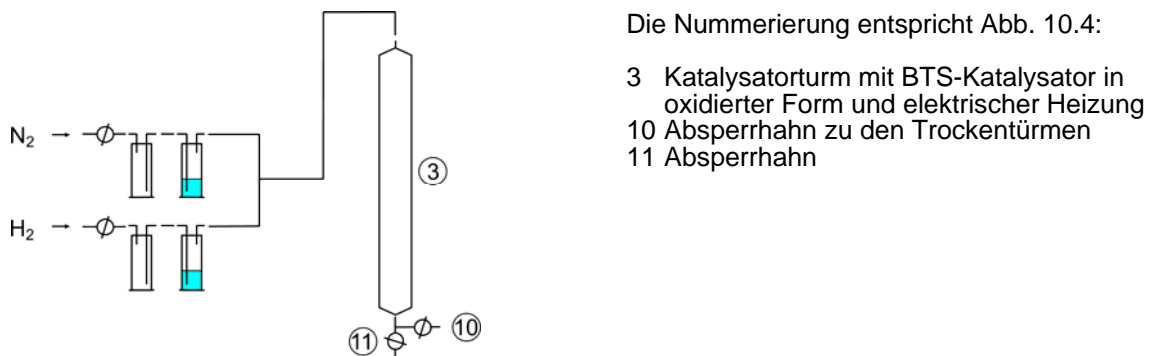 Die Nummerierung entspricht Abb. 10.4:
3 Katalysatorturm mit BTS-Katalysator in
oxidierter Form und elektrischer Heizung
10 Absperrhahn zu den Trockentürmen
11 Absperrhahn
N₂
3
H₂
10
11